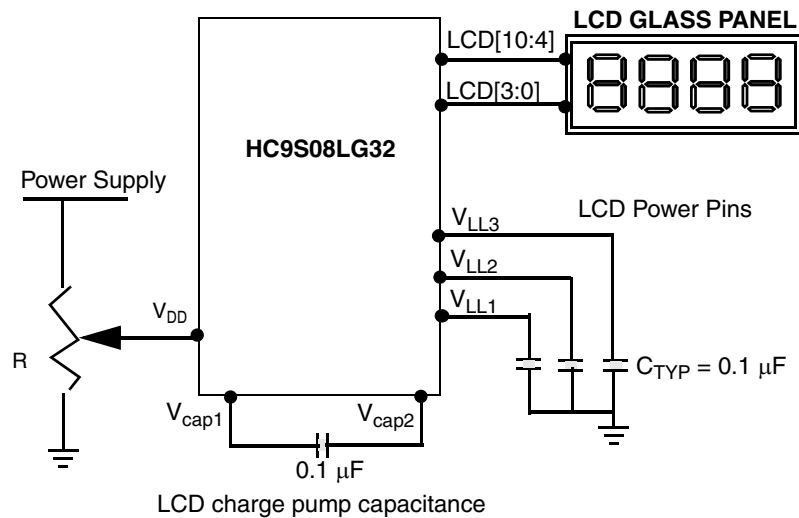 LCD GLASS PANEL
LCD[10:4]
LCD[3:0]
HC9S08LG32
Power Supply
LCD Power Pins
VLL3
VLL2
VLL1
VDD
R
CTYP = 0.1 μF
Vcap1
Vcap2
0.1 μF
LCD charge pump capacitance